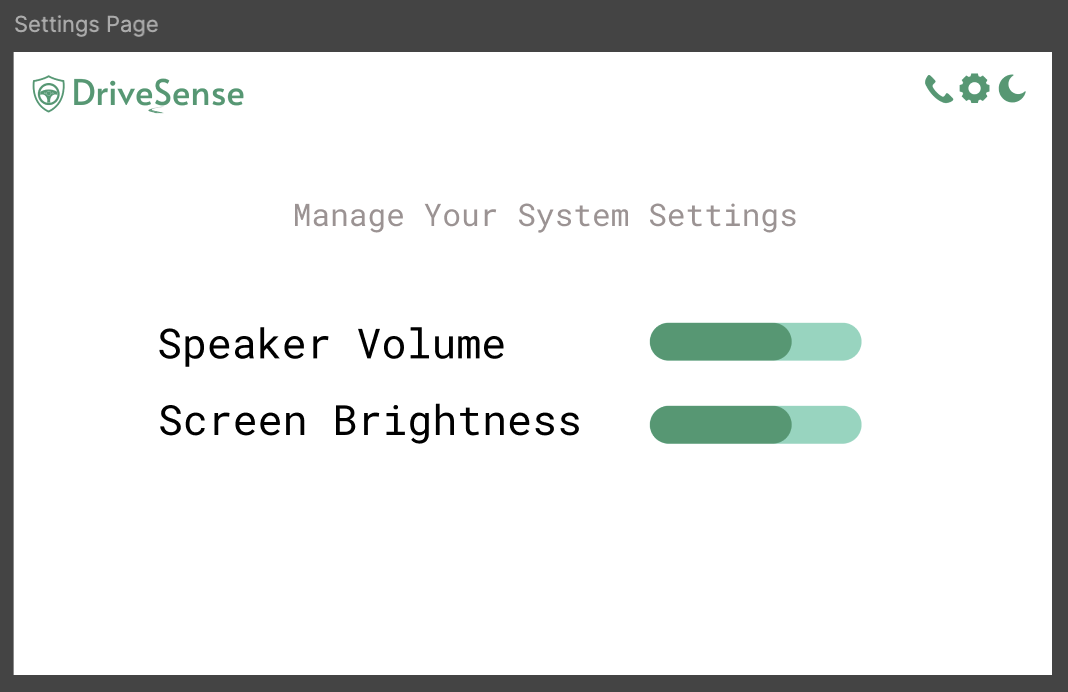 Settings Page
DriveSense
Manage Your System Settings
Speaker Volume
Screen Brightness